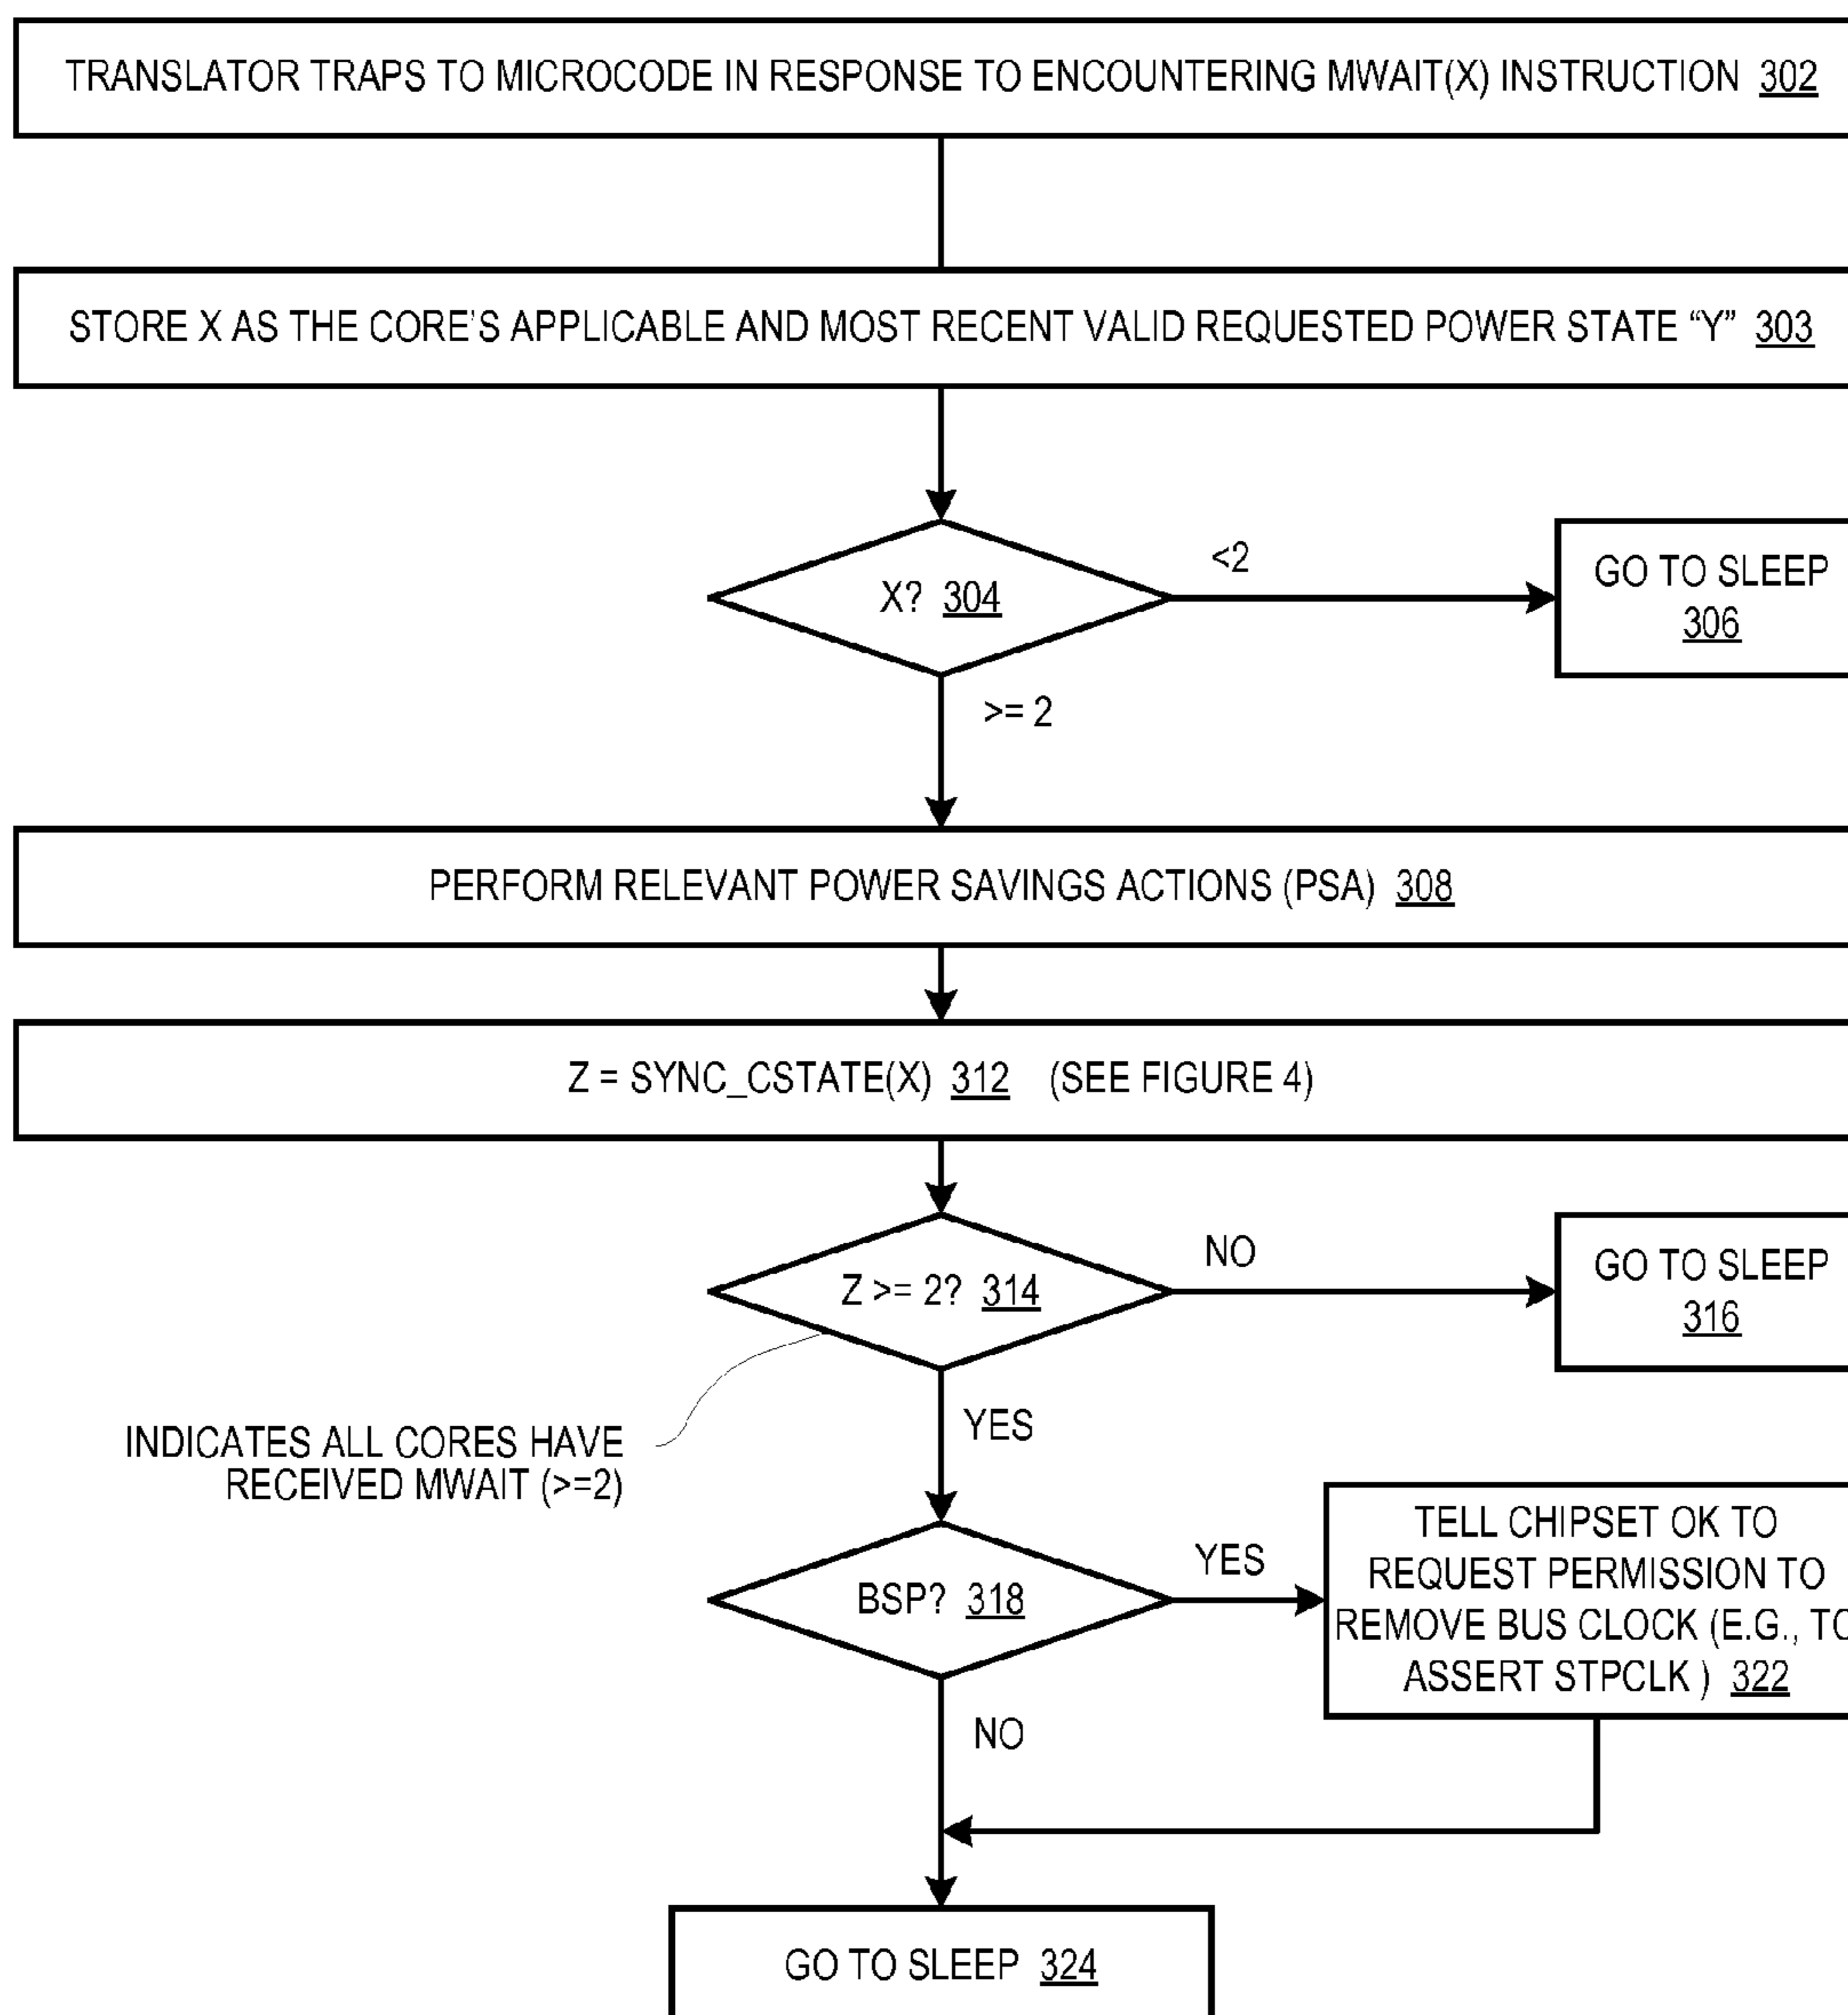 TRANSLATOR TRAPS TO MICROCODE IN RESPONSE TO ENCOUNTERING MWAIT(X) INSTRUCTION 302
STORE X AS THE CORE'S APPLICABLE AND MOST RECENT VALID REQUESTED POWER STATE “Y” 303
X? 304
<2
GO TO SLEEP
306
>= 2
PERFORM RELEVANT POWER SAVINGS ACTIONS (PSA) 308
Z = SYNC_CSTATE(X) 312 (SEE FIGURE 4)
Z >= 2? 314
NO
GO TO SLEEP
316
INDICATES ALL CORES HAVE
RECEIVED MWAIT (>=2)
YES
BSP? 318
YES
TELL CHIPSET OK TO
REQUEST PERMISSION TO
REMOVE BUS CLOCK (E.G., TO
ASSERT STPCLK ) 322
NO
GO TO SLEEP 324